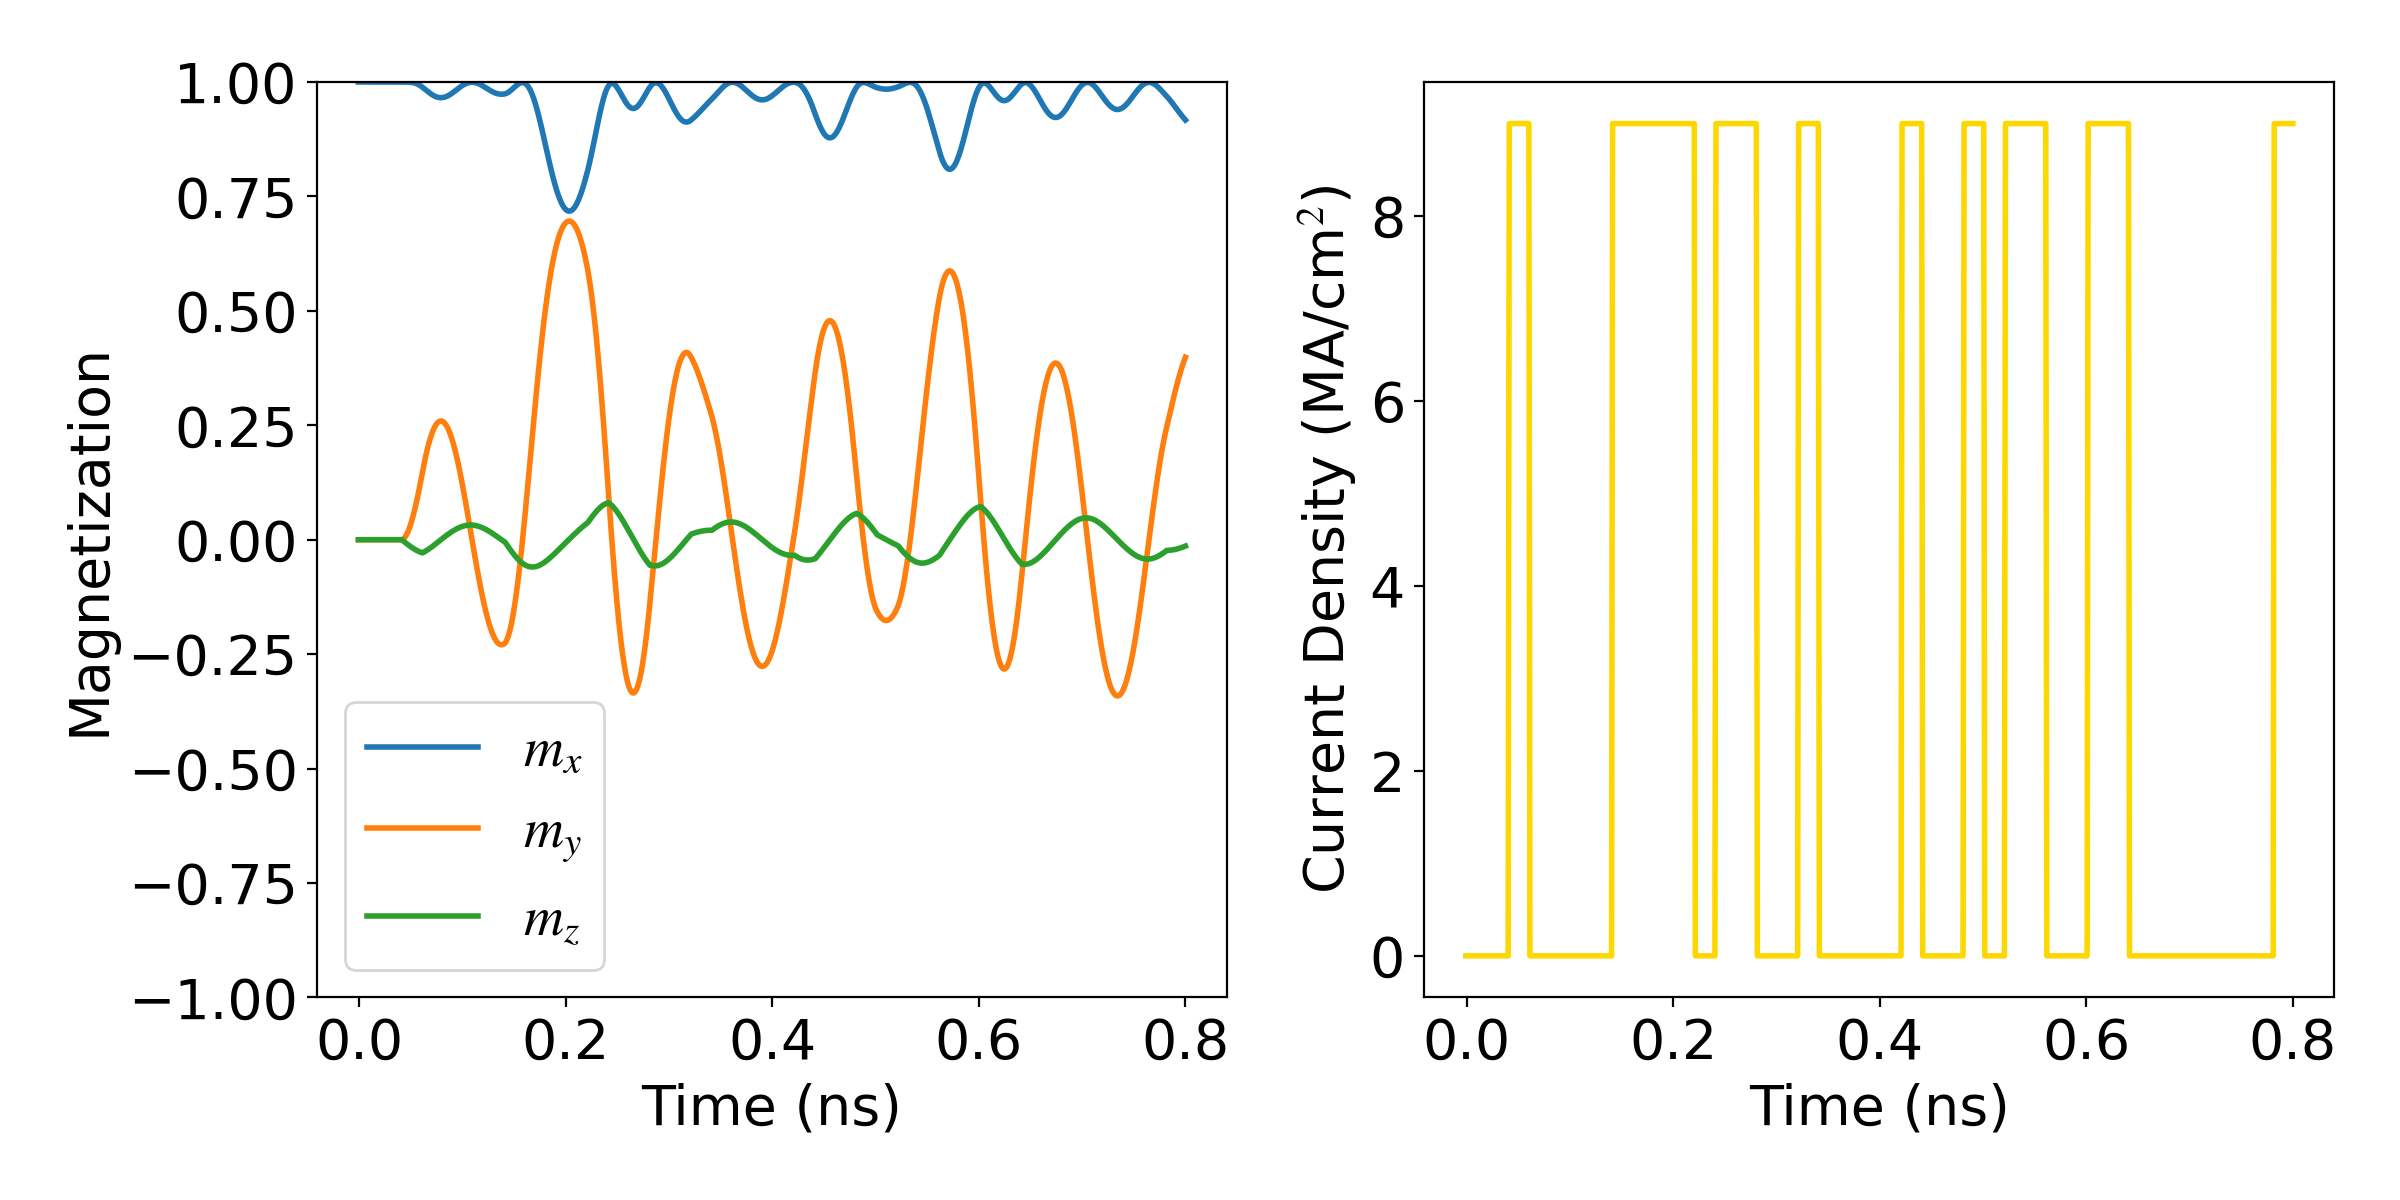 1.00
0.75
0.50
0.25
0.00
−0.25
−0.50
−0.75
−1.00
Magnetization
m_x
m_y
m_z
0.0 0.2 0.4 0.6 0.8
Time (ns)
8
6
4
2
0
Current Density (MA/cm²)
0.0 0.2 0.4 0.6 0.8
Time (ns)